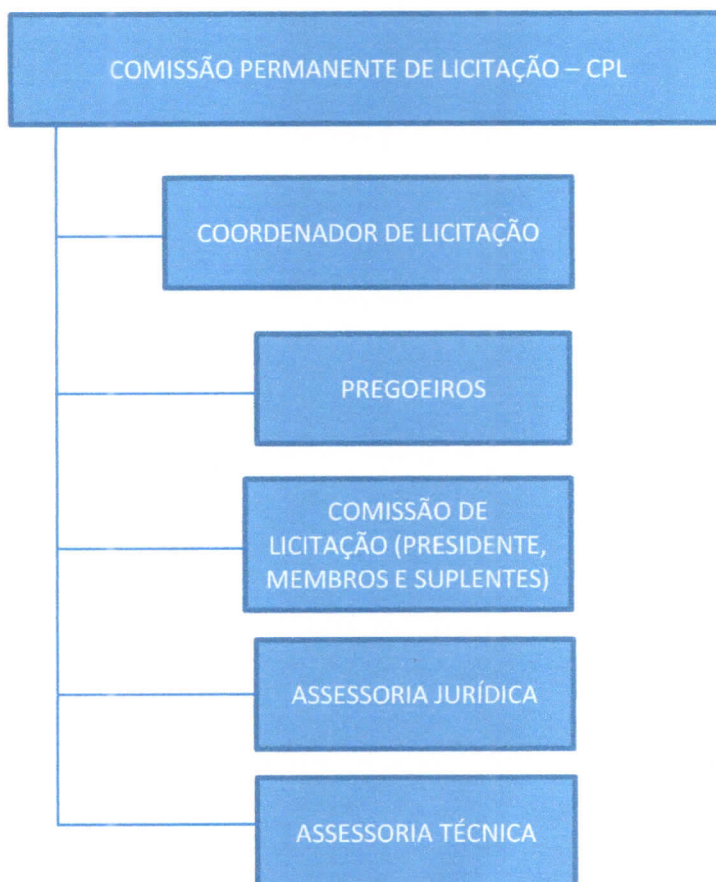 COMISSÃO PERMANENTE DE LICITAÇÃO – CPL
COORDENADOR DE LICITAÇÃO
PREGOEIROS
COMISSÃO DE
LICITAÇÃO (PRESIDENTE,
MEMBROS E SUPLENTES)
ASSESSORIA JURÍDICA
ASSESSORIA TÉCNICA